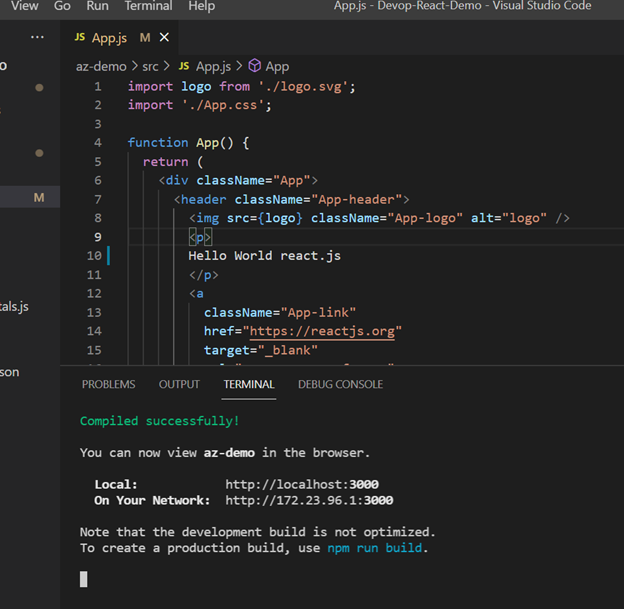 View Go Run Terminal Help App.js - Devop-React-Demo - Visual Studio Code
... JS App.js M ×
az-demo > src > JS App.js > App
1 import logo from './logo.svg';
2 import './App.css';
3
4 function App() {
5 return (
6 <div className="App">
7 <header className="App-header">
8 <img src={logo} className="App-logo" alt="logo" />
9 <p>
M
10 Hello World react.js
11 </p>
12 <a
13 className="App-link"
tals.js
14 href="https://reactjs.org"
15 target="_blank"
son
PROBLEMS OUTPUT TERMINAL DEBUG CONSOLE
Compiled successfully!
You can now view az-demo in the browser.
Local: http://localhost:3000
On Your Network: http://172.23.96.1:3000
Note that the development build is not optimized.
To create a production build, use npm run build.